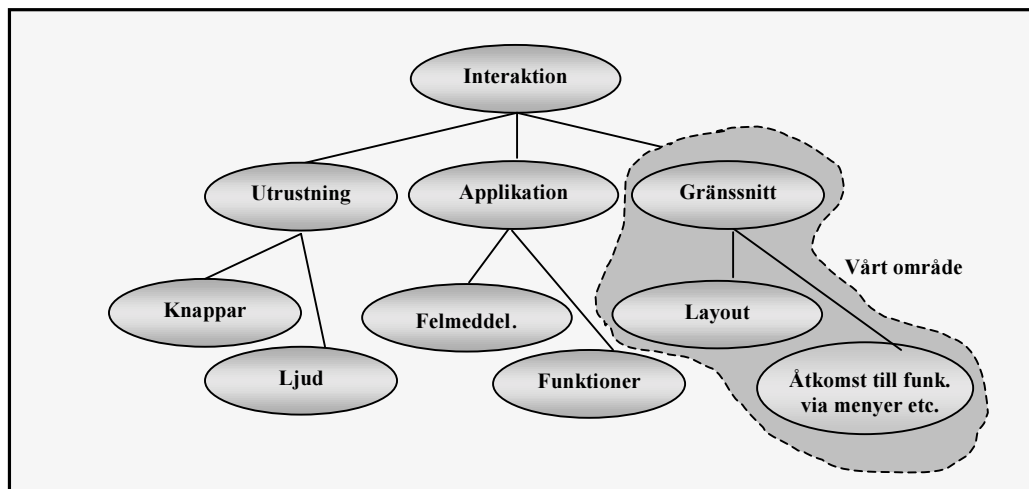 Interaktion
Utrustning
Applikation
Gränssnitt
Vårt område
Knappar
Felmeddel.
Layout
Ljud
Funktioner
Åtkomst till funk.
via menyer etc.